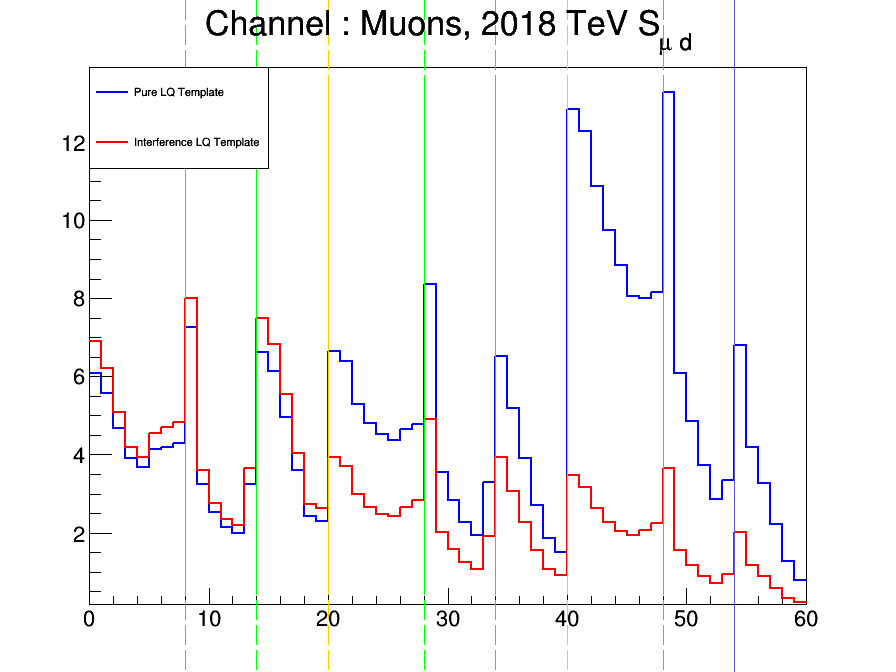 Channel : Muons, 2018 TeV S_{μ d}
Pure LQ Template
Interference LQ Template
12
10
8
6
4
2
0 10 20 30 40 50 60